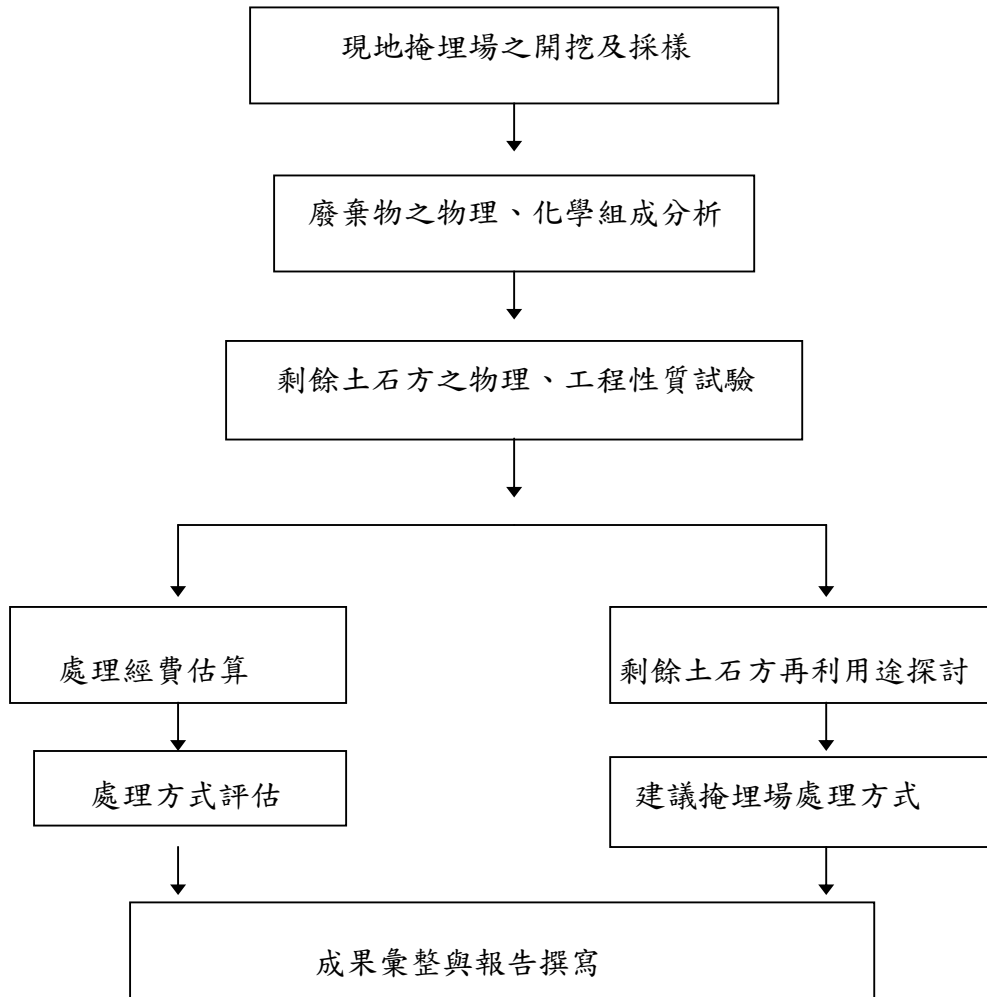 現地掩埋場之開挖及採樣
廢棄物之物理、化學組成分析
剩餘土石方之物理、工程性質試驗
處理經費估算
剩餘土石方再利用途探討
處理方式評估
建議掩埋場處理方式
成果彙整與報告撰寫